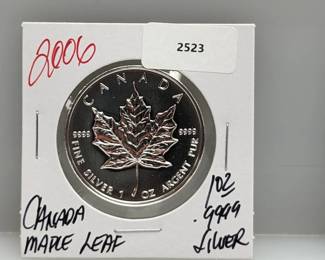 2006
2523
CANADA
9999 9999
FINE SILVER 1 OZ ARGENT PUR
CANADA
MAPLE LEAF
1OZ
.9999
SILVER